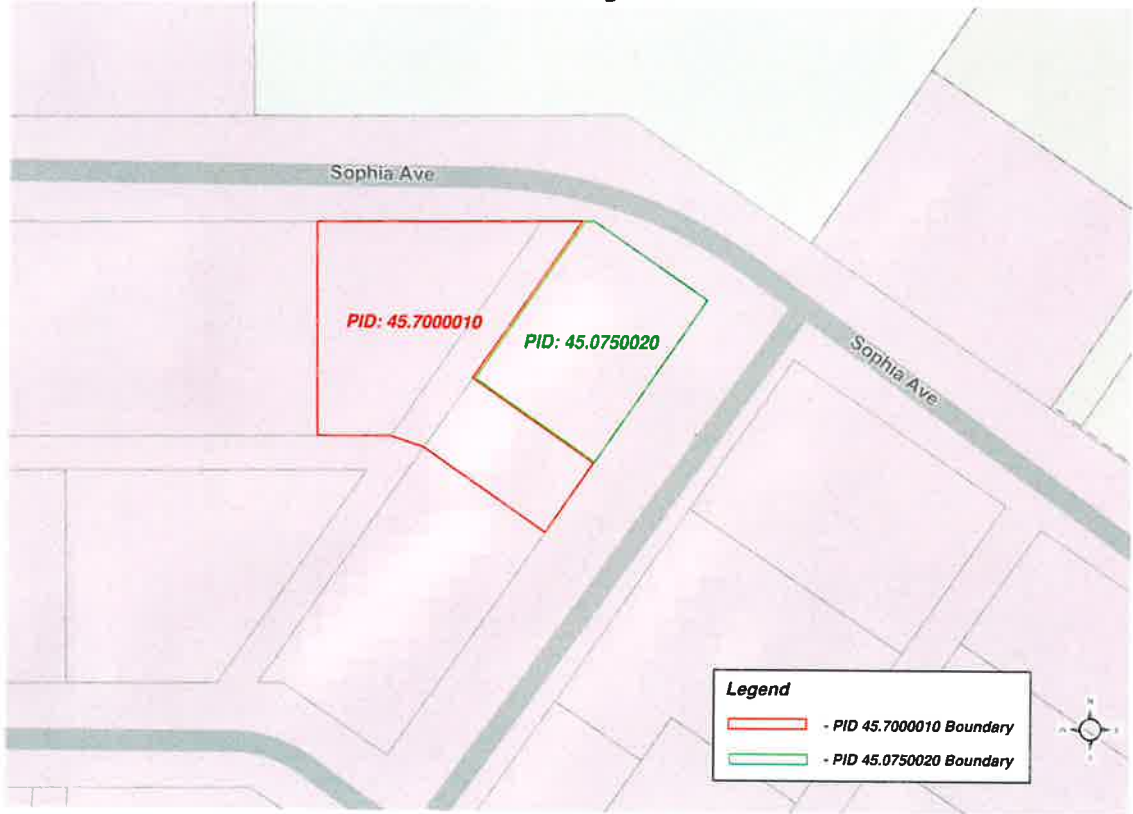 Sophia Ave
PID: 45.7000010
PID: 45.0750020
Sophia Ave
Legend
- PID 45.7000010 Boundary
- PID 45.0750020 Boundary
N